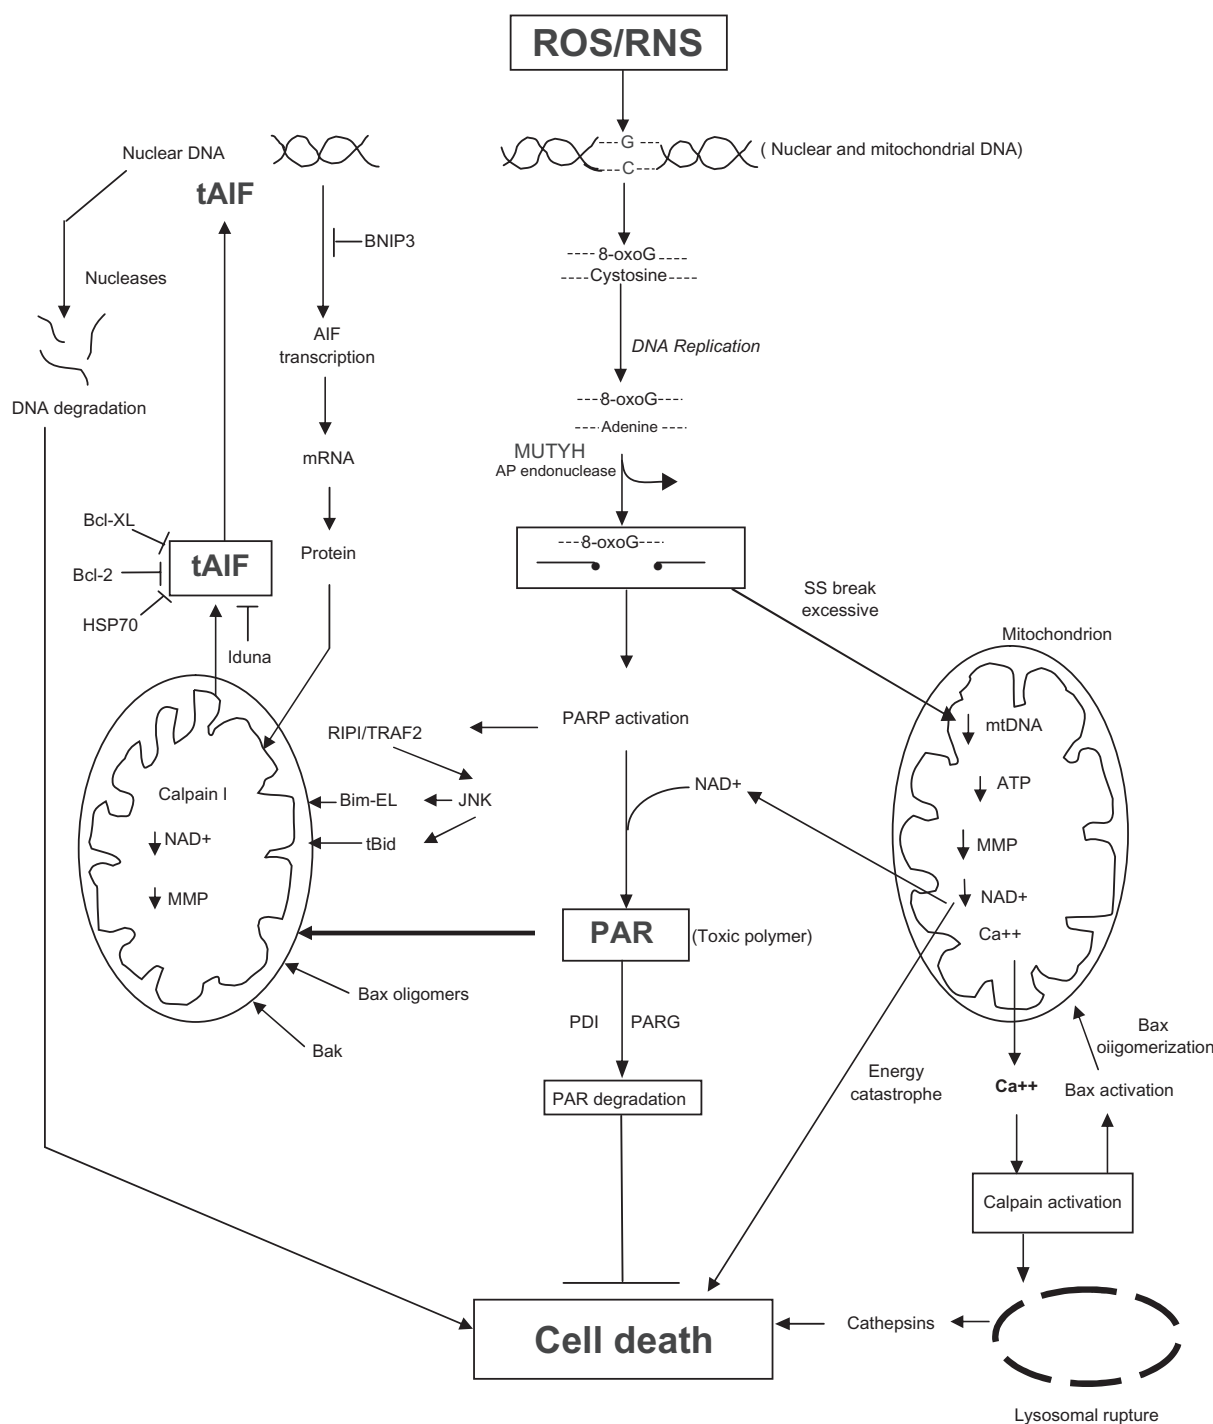 ROS/RNS
G
C
( Nuclear and mitochondrial DNA)
Nuclear DNA
tAIF
BNIP3
Nucleases
8-oxoG
Cystosine
AIF
transcription
DNA Replication
DNA degradation
8-oxoG
Adenine
mRNA
MUTYH
AP endonuclease
Bcl-XL
tAIF
Protein
8-oxoG
Bcl-2
HSP70
Iduna
SS break
excessive
Mitochondrion
PARP activation
RIPI/TRAF2
mtDNA
Calpain I
Bim-EL
JNK
NAD+
ATP
NAD+
tBid
MMP
MMP
NAD+
PAR
(Toxic polymer)
Ca++
Bax oligomers
PDI
PARG
Bak
Bax
oiigomerization
Energy
catastrophe
Ca++
Bax activation
PAR degradation
Calpain activation
Cell death
Cathepsins
Lysosomal rupture